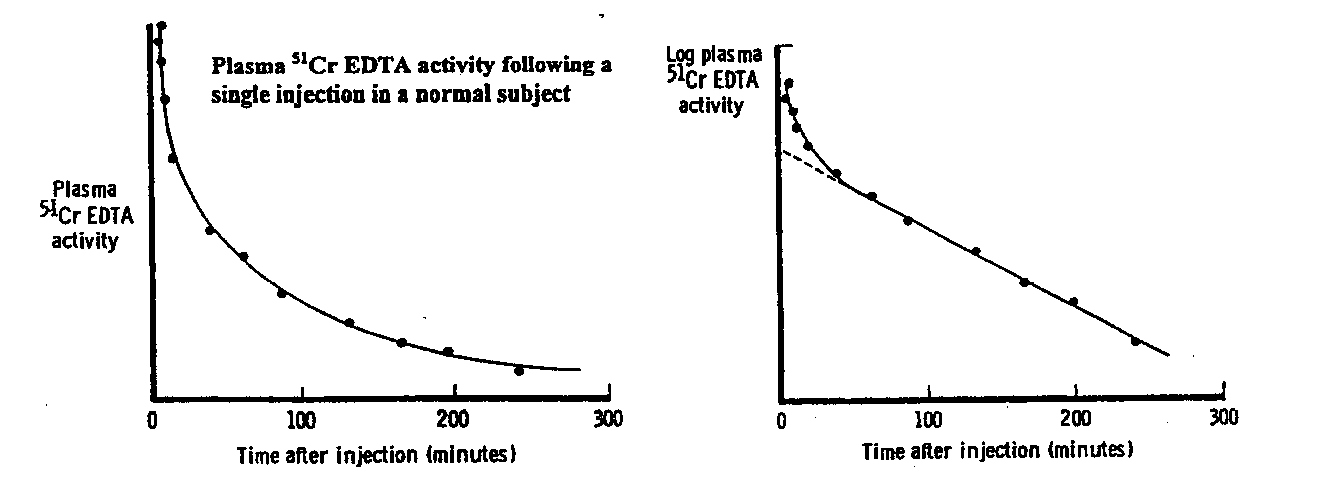 Plasma ⁵¹Cr EDTA activity following a
single injection in a normal subject
Plasma
⁵¹Cr EDTA
activity
0 100 200 300
Time after injection (minutes)
Log plasma
⁵¹Cr EDTA
activity
0 100 200 300
Time after injection (minutes)